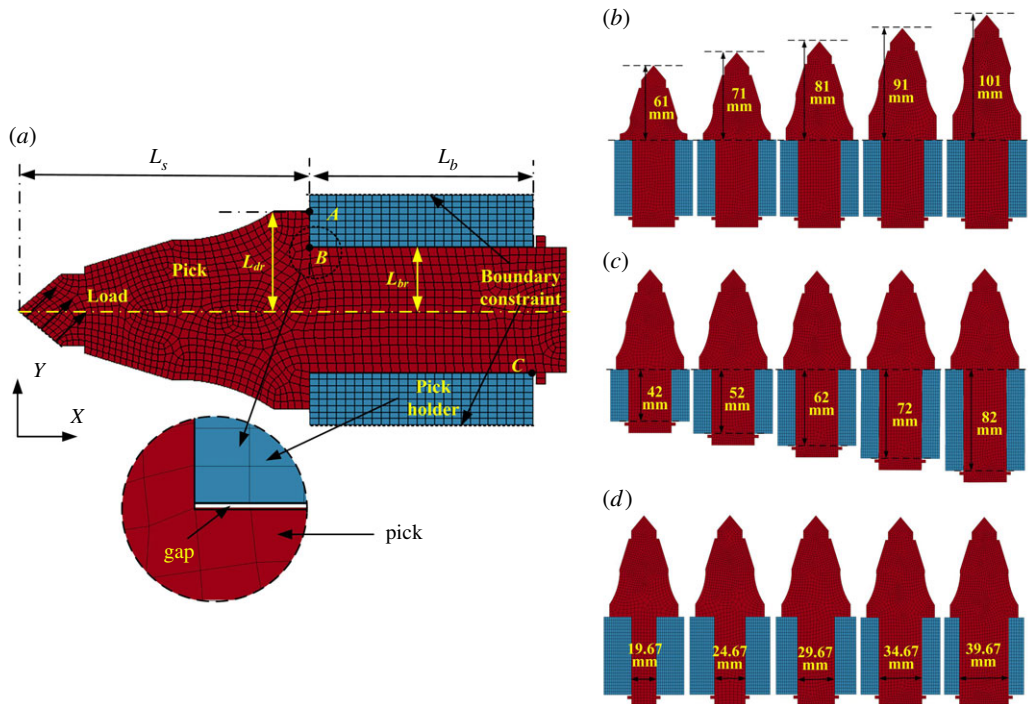 (a)
L_s
L_b
A
B
L_dr
L_br
Pick
Load
Boundary
constraint
C
Y
X
Pick
holder
gap
pick
(b)
61
mm
71
mm
81
mm
91
mm
101
mm
(c)
42
mm
52
mm
62
mm
72
mm
82
mm
(d)
19.67
mm
24.67
mm
29.67
mm
34.67
mm
39.67
mm